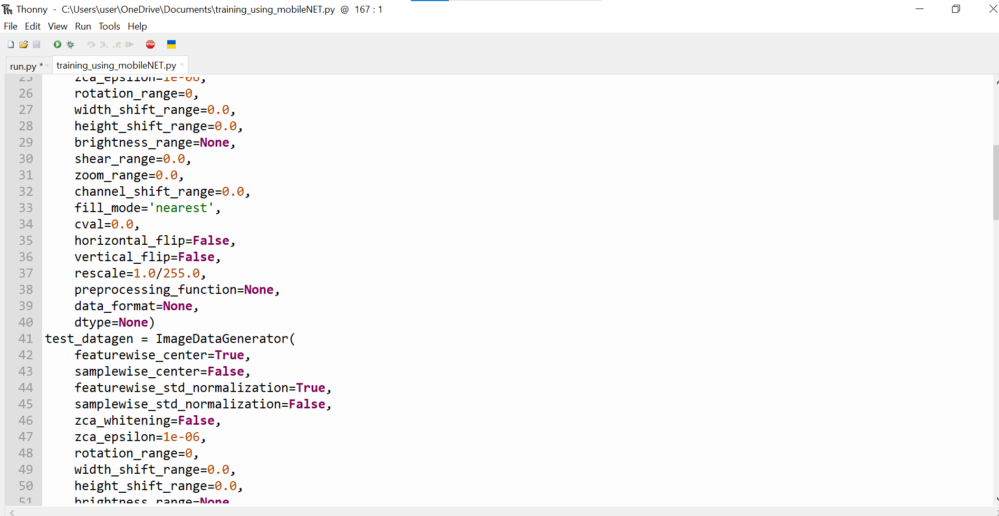 Thonny - C:\Users\user\OneDrive\Documents\training_using_mobileNET.py @ 167 : 1
File Edit View Run Tools Help
STOP
run.py * × training_using_mobileNET.py ×
25 zca_epsilon=1e-06,
26 rotation_range=0,
27 width_shift_range=0.0,
28 height_shift_range=0.0,
29 brightness_range=None,
30 shear_range=0.0,
31 zoom_range=0.0,
32 channel_shift_range=0.0,
33 fill_mode='nearest',
34 cval=0.0,
35 horizontal_flip=False,
36 vertical_flip=False,
37 rescale=1.0/255.0,
38 preprocessing_function=None,
39 data_format=None,
40 dtype=None)
41 test_datagen = ImageDataGenerator(
42 featurewise_center=True,
43 samplewise_center=False,
44 featurewise_std_normalization=True,
45 samplewise_std_normalization=False,
46 zca_whitening=False,
47 zca_epsilon=1e-06,
48 rotation_range=0,
49 width_shift_range=0.0,
50 height_shift_range=0.0,
51 brightness_range=None